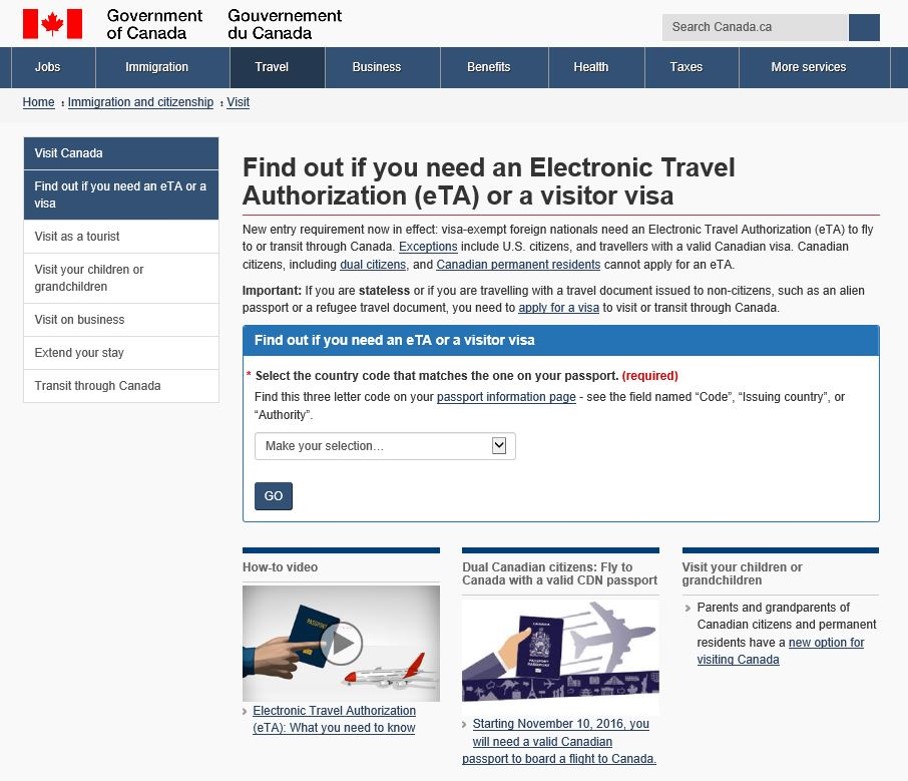 Government of Canada
Gouvernement du Canada
Search Canada.ca
Jobs
Immigration
Travel
Business
Benefits
Health
Taxes
More services
Home
Immigration and citizenship
Visit
Visit Canada
Find out if you need an eTA or a
visa
Visit as a tourist
Visit your children or
grandchildren
Visit on business
Extend your stay
Transit through Canada
Find out if you need an Electronic Travel
Authorization (eTA) or a visitor visa
New entry requirement now in effect: visa-exempt foreign nationals need an Electronic Travel Authorization (eTA) to fly
to or transit through Canada. Exceptions include U.S. citizens, and travellers with a valid Canadian visa. Canadian
citizens, including dual citizens, and Canadian permanent residents cannot apply for an eTA.
Important: If you are stateless or if you are travelling with a travel document issued to non-citizens, such as an alien
passport or a refugee travel document, you need to apply for a visa to visit or transit through Canada.
Find out if you need an eTA or a visitor visa
* Select the country code that matches the one on your passport. (required)
Find this three letter code on your passport information page - see the field named “Code”, “Issuing country”, or
“Authority”.
Make your selection...
GO
How-to video
PASSPORT
Electronic Travel Authorization
(eTA): What you need to know
Dual Canadian citizens: Fly to
Canada with a valid CDN passport
CANADA
PASSPORT
PASSEPORT
Starting November 10, 2016, you
will need a valid Canadian
passport to board a flight to Canada.
Visit your children or
grandchildren
Parents and grandparents of
Canadian citizens and permanent
residents have a new option for
visiting Canada